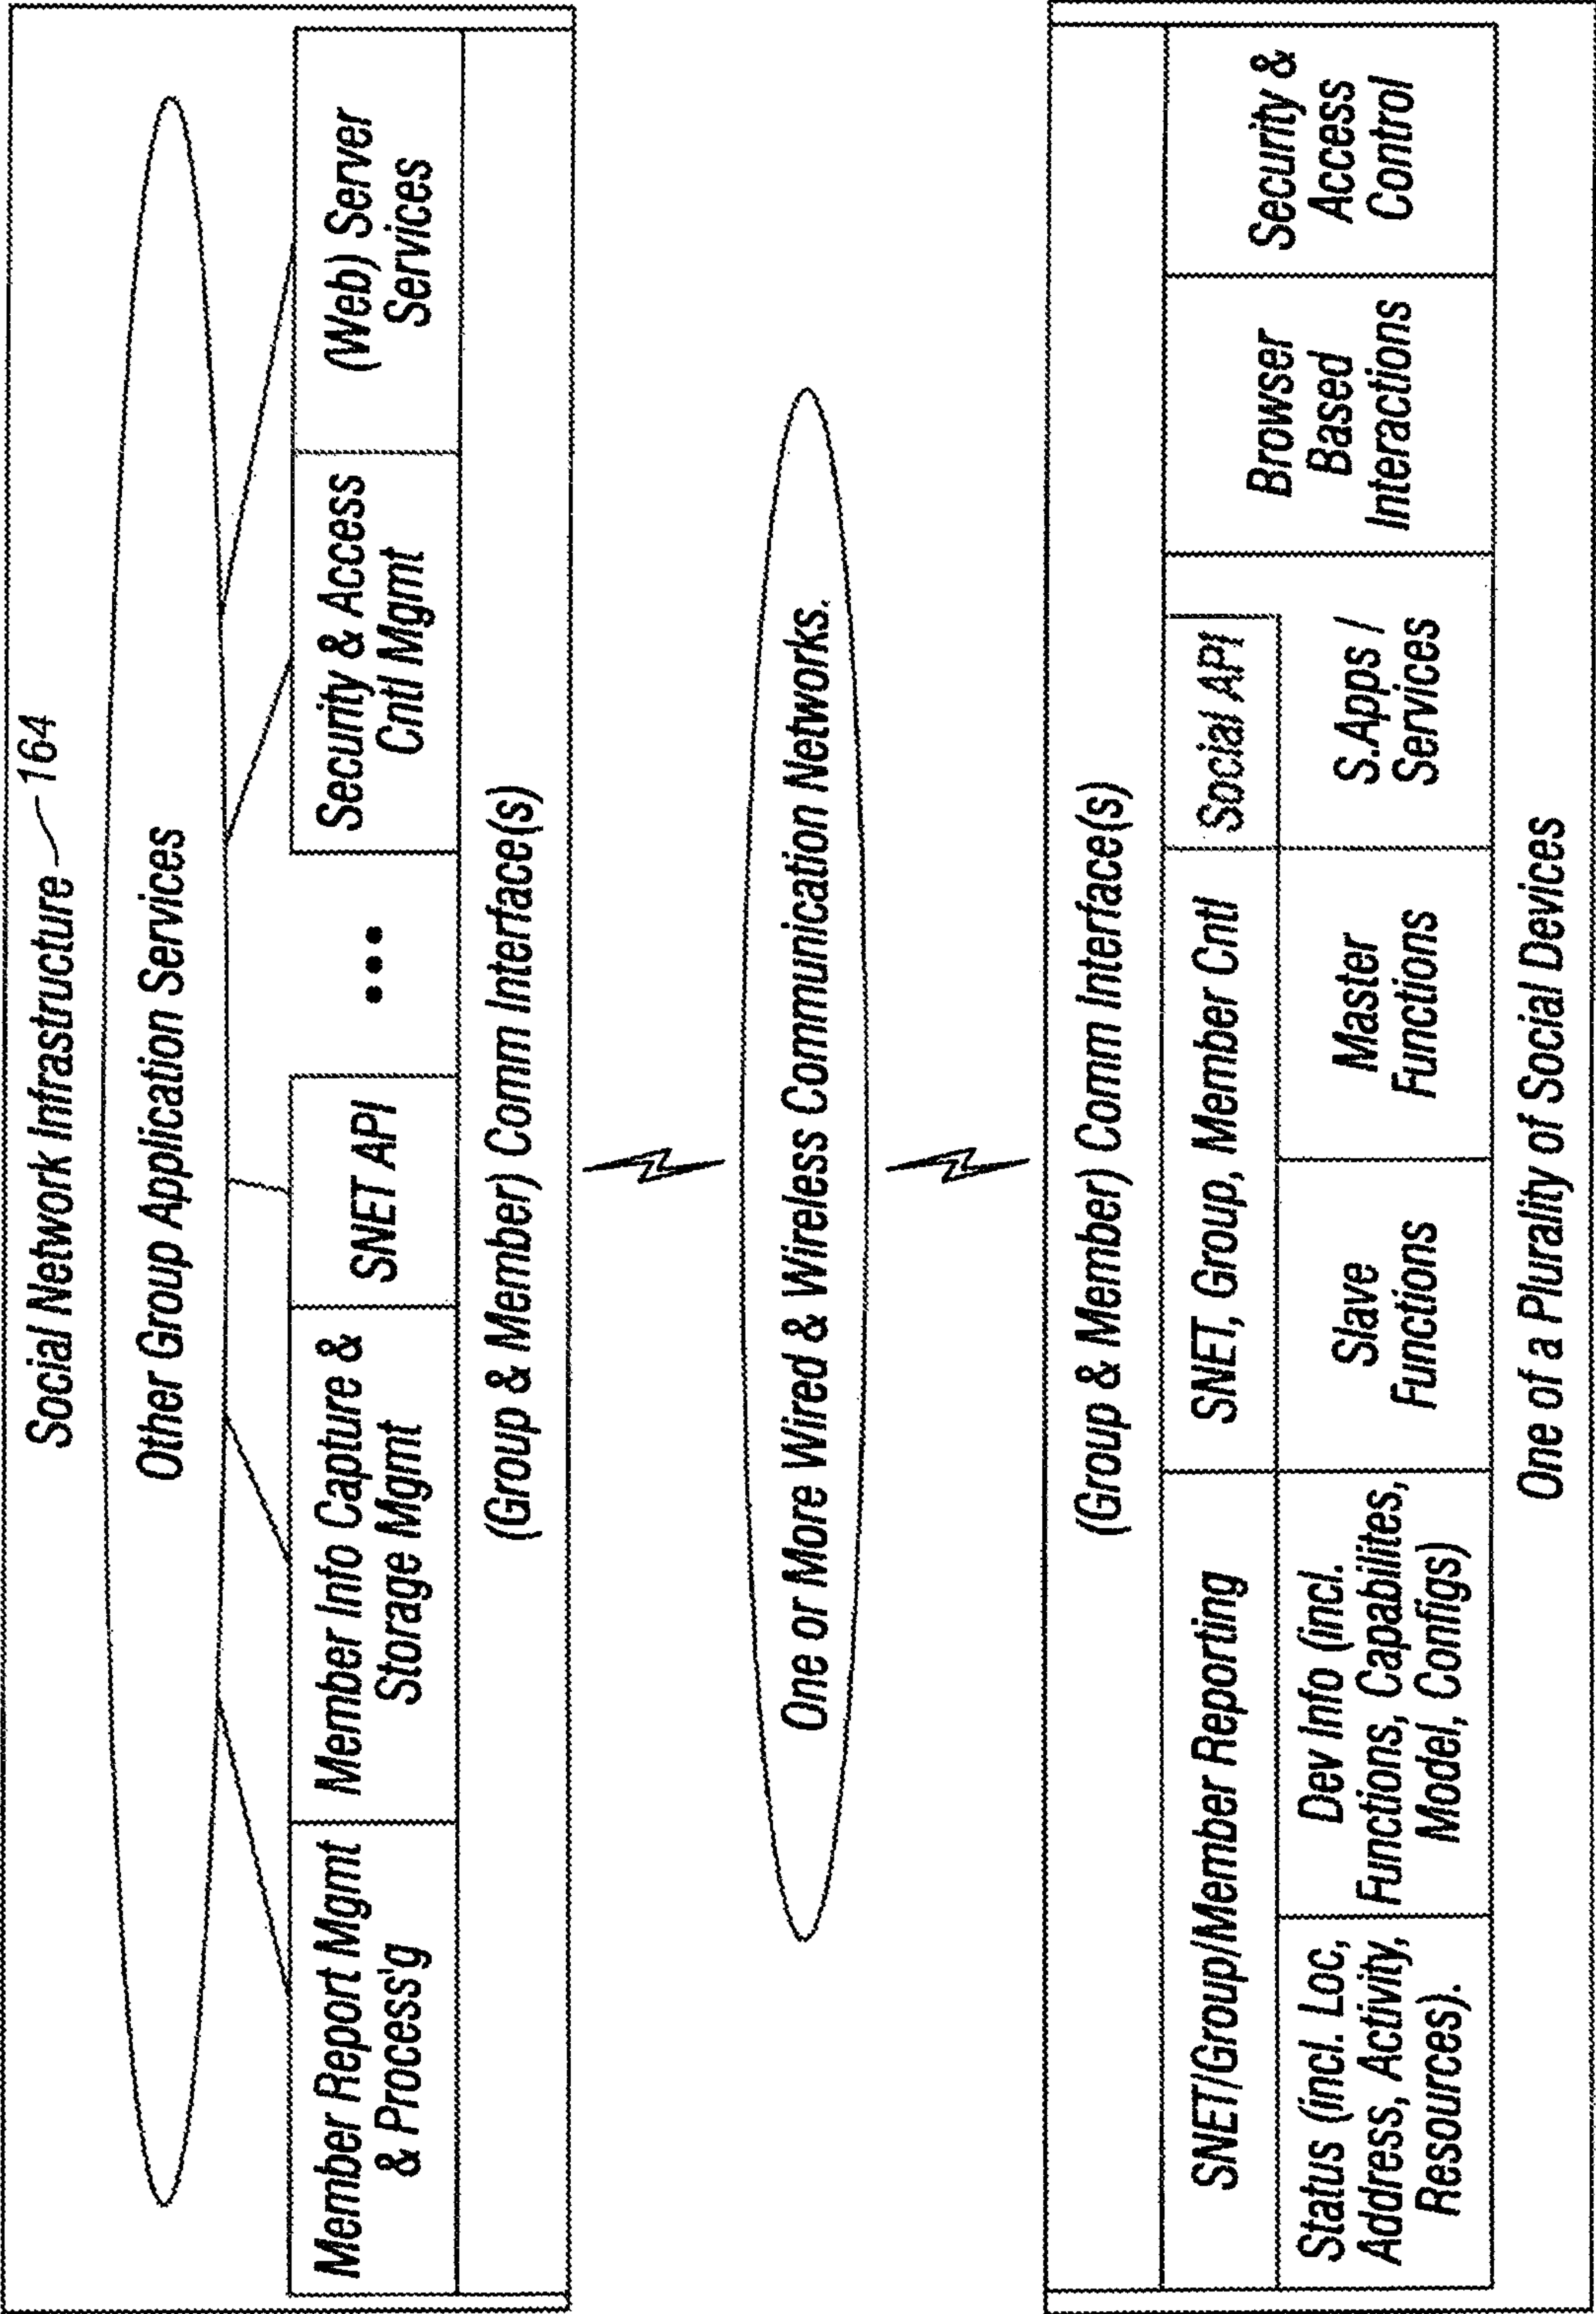 Social Network Infrastructure 164
Other Group Application Services
Member Report Mgmt
& Process'g
Member Info Capture &
Storage Mgmt
SNET API
•••
Security & Access
Cntl Mgmt
(Web) Server
Services
(Group & Member) Comm Interface(s)
One or More Wired & Wireless Communication Networks.
(Group & Member) Comm Interface(s)
SNET/Group/Member Reporting
Status (incl. Loc,
Address, Activity,
Resources).
Dev Info (incl.
Functions, Capabilites,
Model, Configs)
SNET, Group, Member Cntl
Slave
Functions
Master
Functions
Social API
S.Apps /
Services
Browser
Based
Interactions
Security &
Access
Control
One of a Plurality of Social Devices